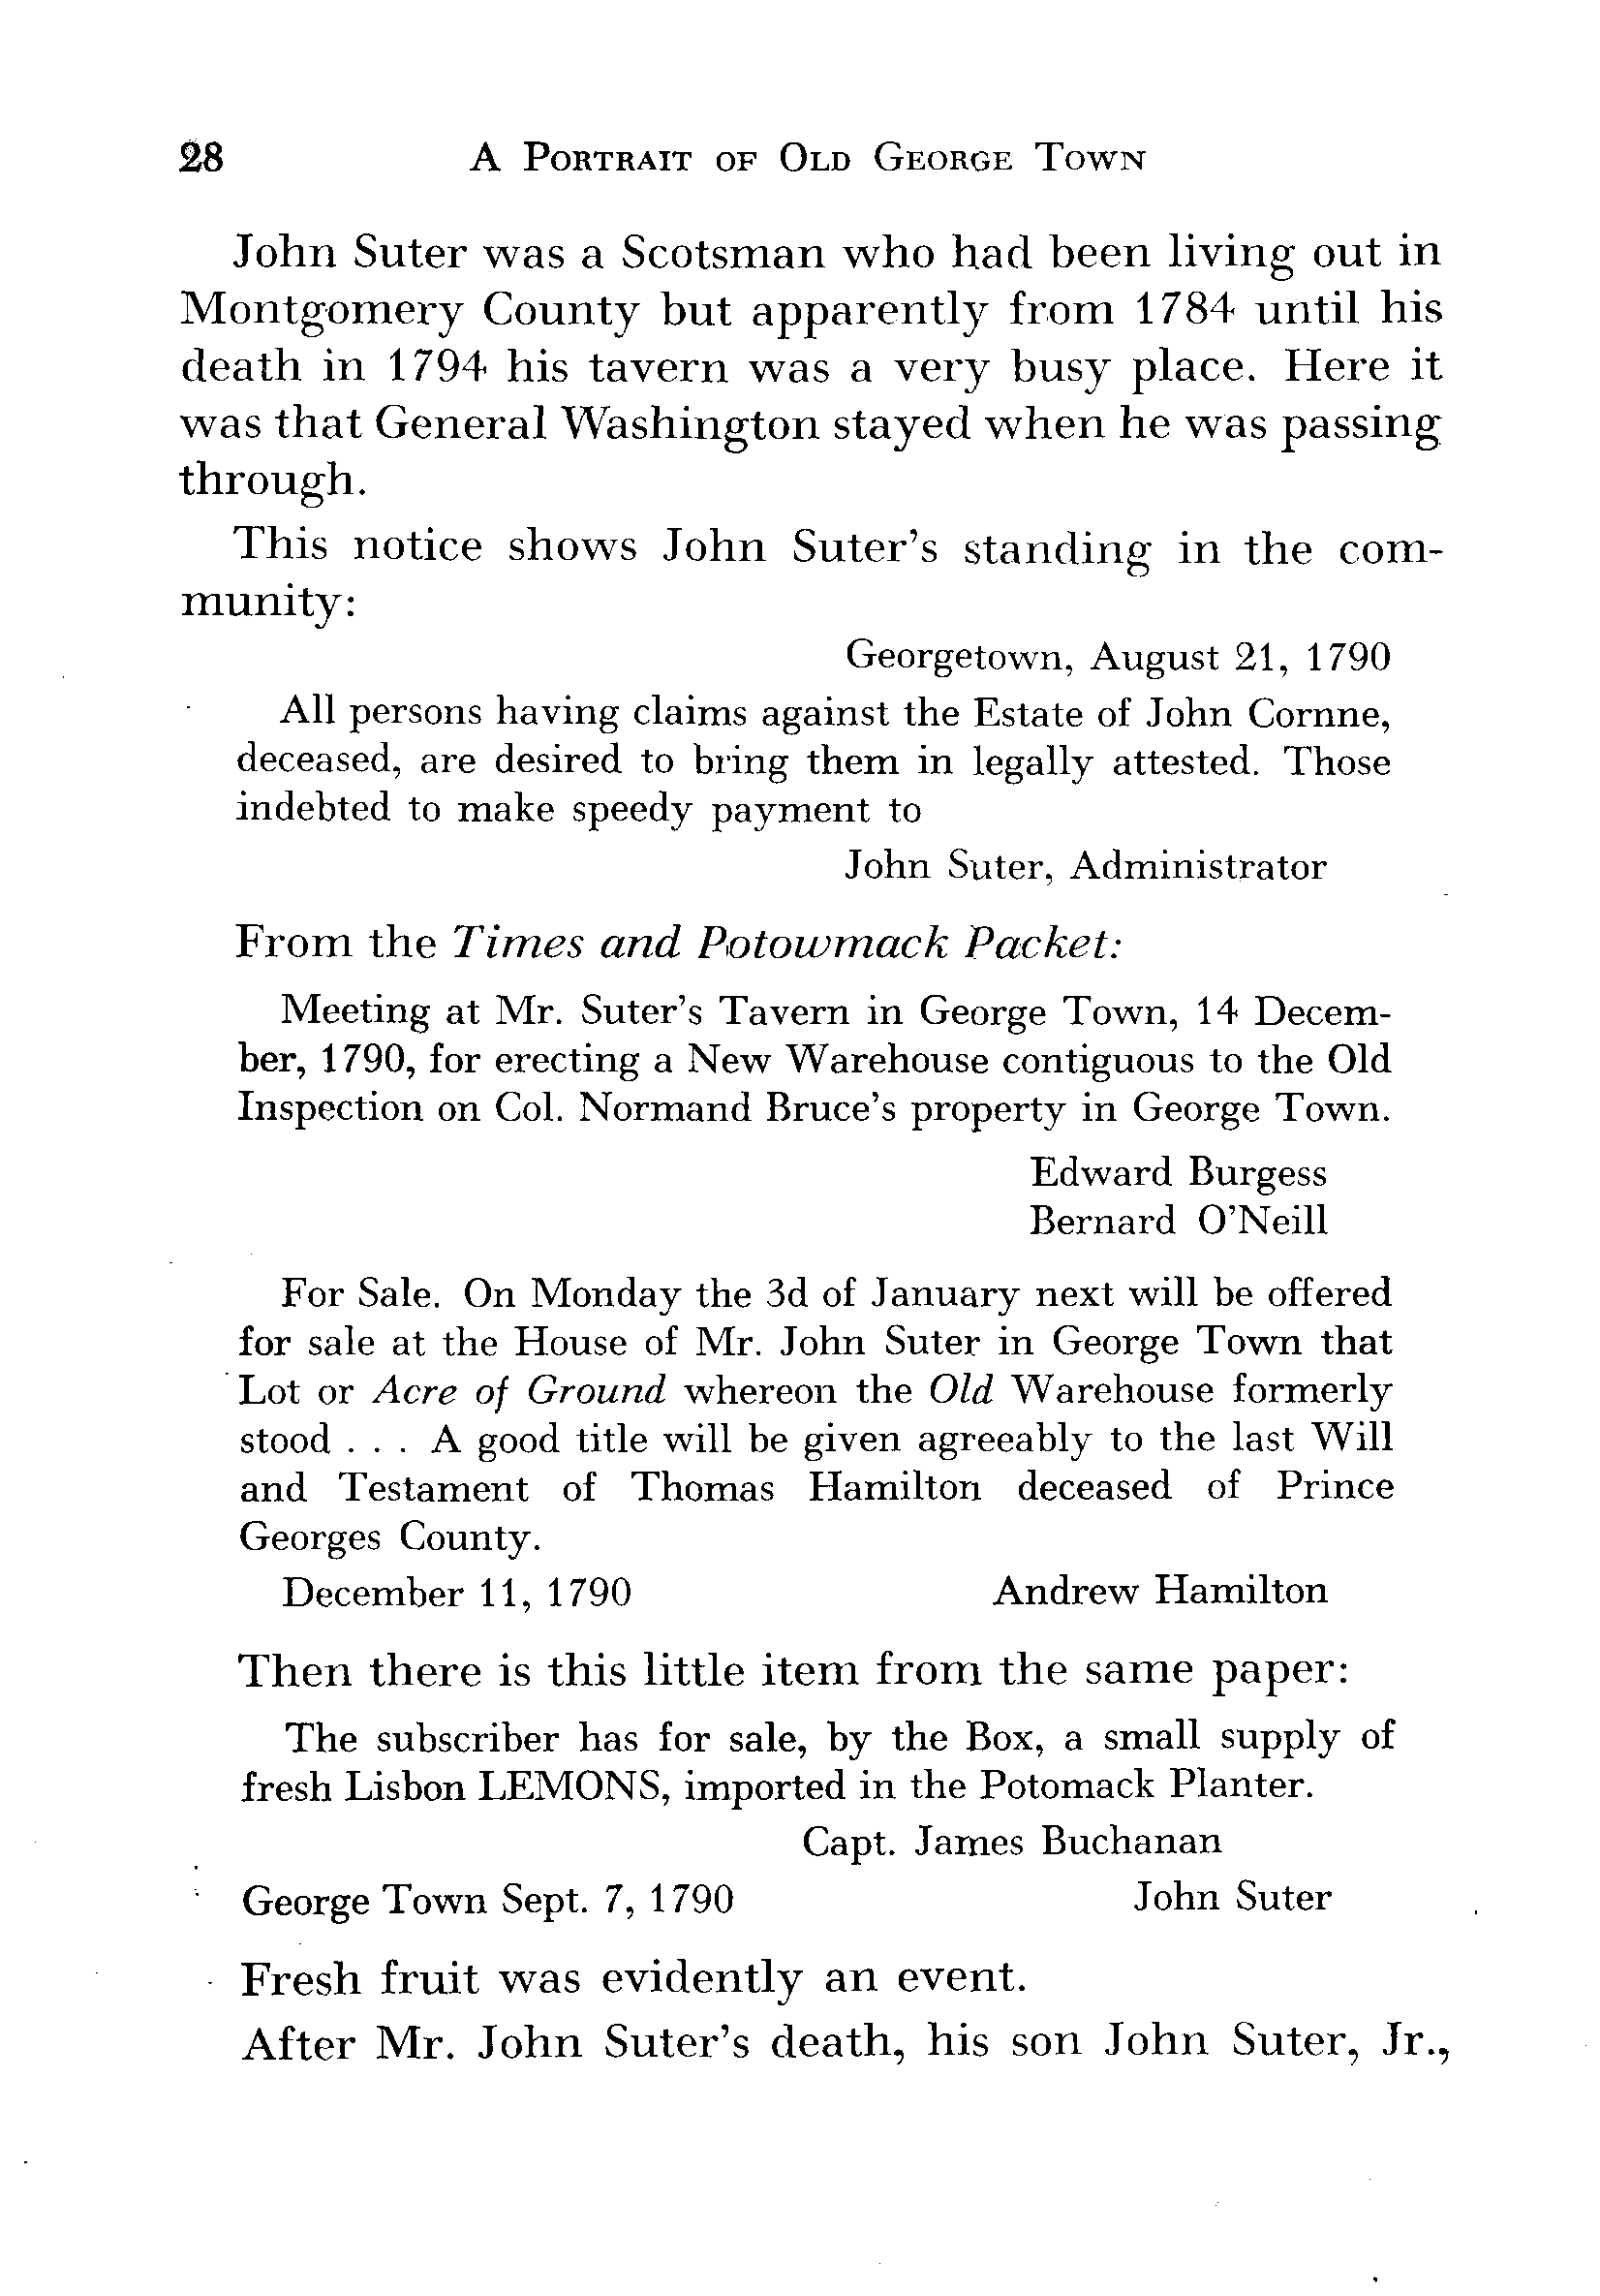 28 A Portrait of Old George Town
John Suter was a Scotsman who had been living out in
Montgomery County but apparently from 1784 until his
death in 1794 his tavern was a very busy place. Here it
was that General Washington stayed when he was passing
through.
This notice shows John Suter's standing in the com-
munity:
Georgetown, August 21, 1790
All persons having claims against the Estate of John Cornne,
deceased, are desired to bring them in legally attested. Those
indebted to make speedy payment to
John Suter, Administrator
From the Times and Potowmack Packet:
Meeting at Mr. Suter's Tavern in George Town, 14 Decem-
ber, 1790, for erecting a New Warehouse contiguous to the Old
Inspection on Col. Normand Bruce's property in George Town.
Edward Burgess
Bernard O'Neill
For Sale. On Monday the 3d of January next will be offered
for sale at the House of Mr. John Suter in George Town that
Lot or Acre of Ground whereon the Old Warehouse formerly
stood . . . A good title will be given agreeably to the last Will
and Testament of Thomas Hamilton deceased of Prince
Georges County.
December 11, 1790 Andrew Hamilton
Then there is this little item from the same paper:
The subscriber has for sale, by the Box, a small supply of
fresh Lisbon LEMONS, imported in the Potomack Planter.
Capt. James Buchanan
George Town Sept. 7, 1790 John Suter
Fresh fruit was evidently an event.
After Mr. John Suter's death, his son John Suter, Jr.,